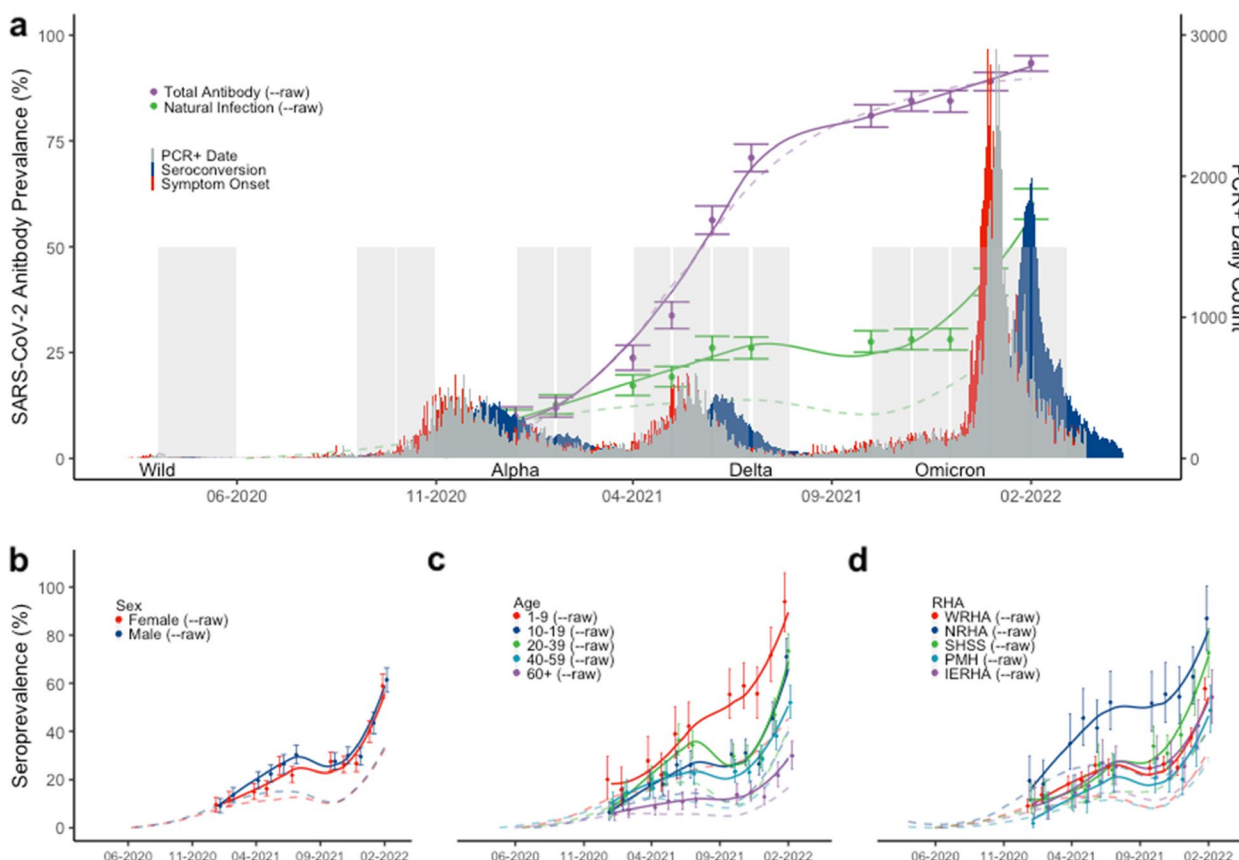 a
SARS-CoV-2 Anitibody Prevalance (%)
100
75
50
25
0
Total Antibody (--raw)
Natural Infection (--raw)
PCR+ Date
Seroconversion
Symptom Onset
Wild
Alpha
Delta
Omicron
06-2020
11-2020
04-2021
09-2021
02-2022
3000
2000
1000
0
PCR+ Daily Count
b
Seroprevalence (%)
100
80
60
40
20
0
Sex
Female (--raw)
Male (--raw)
06-2020
11-2020
04-2021
09-2021
02-2022
c
Age
1-9 (--raw)
10-19 (--raw)
20-39 (--raw)
40-59 (--raw)
60+ (--raw)
06-2020
11-2020
04-2021
09-2021
02-2022
d
RHA
WRHA (--raw)
NRHA (--raw)
SHSS (--raw)
PMH (--raw)
IERHA (--raw)
06-2020
11-2020
04-2021
09-2021
02-2022